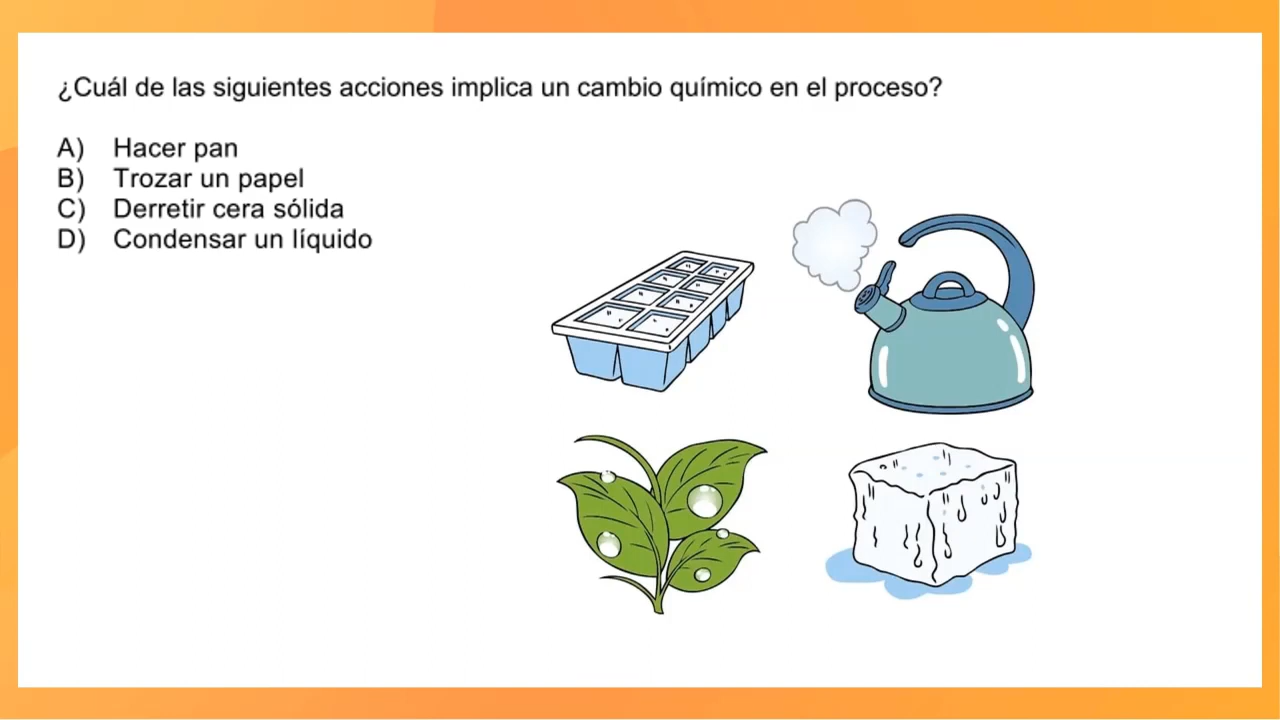 ¿Cuál de las siguientes acciones implica un cambio químico en el proceso?
A) Hacer pan
B) Trozar un papel
C) Derretir cera sólida
D) Condensar un líquido